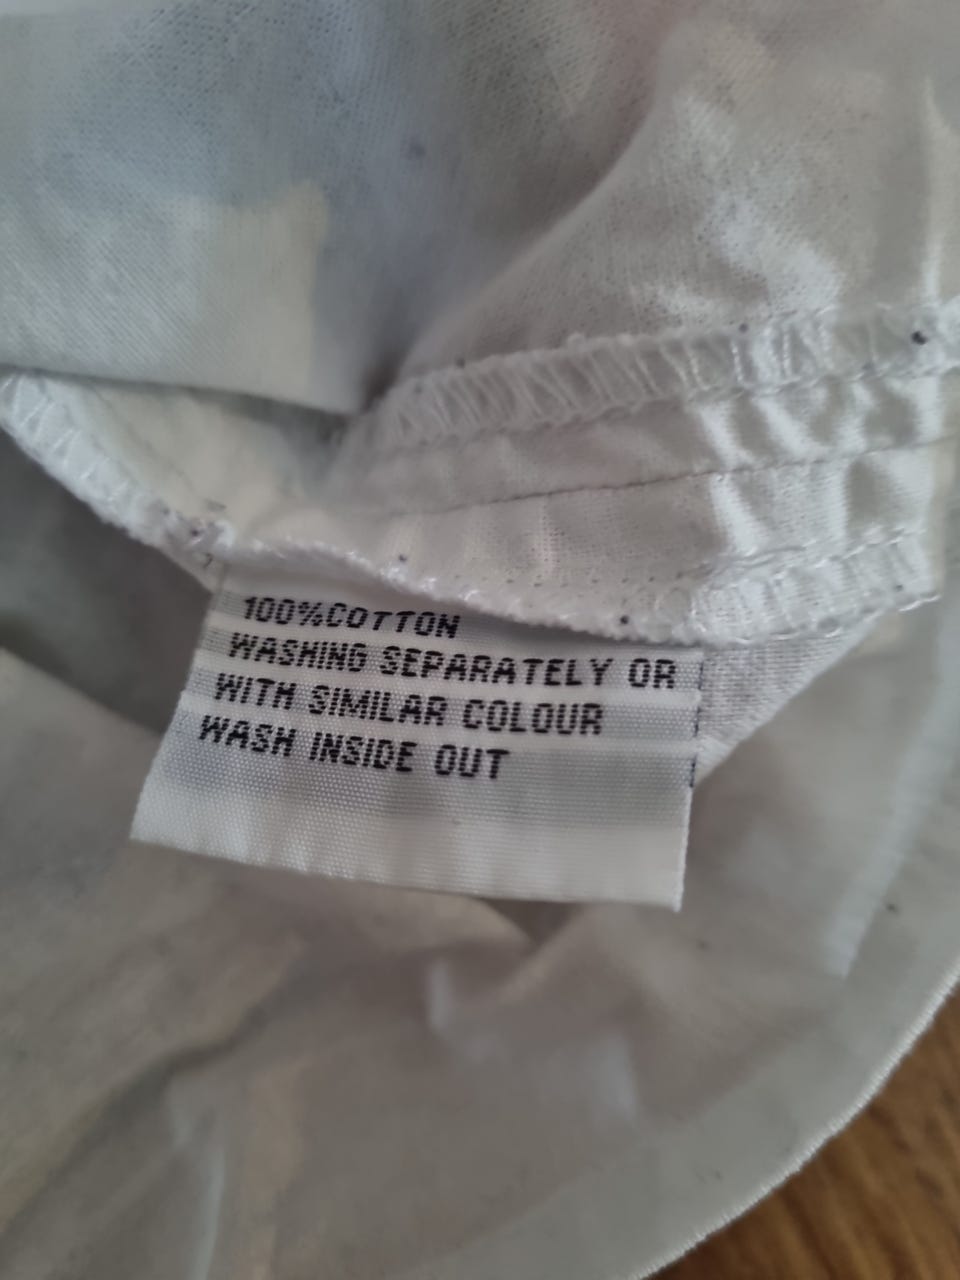 100%COTTON
WASHING SEPARATELY OR
WITH SIMILAR COLOUR
WASH INSIDE OUT